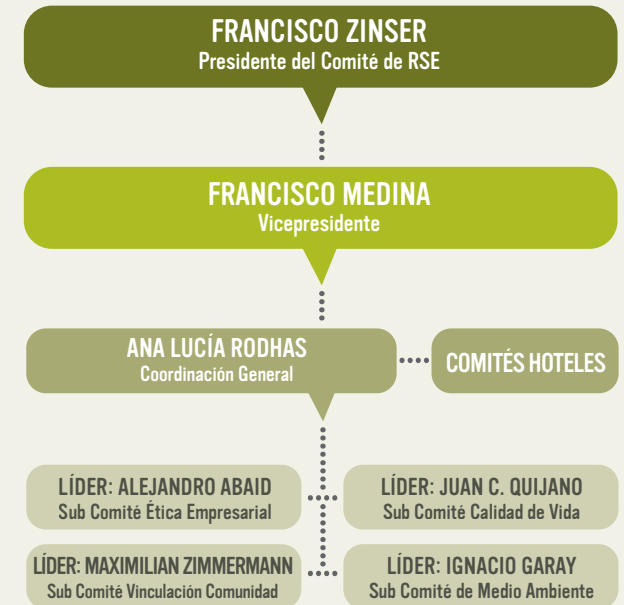 FRANCISCO ZINSER
Presidente del Comité de RSE
FRANCISCO MEDINA
Vicepresidente
ANA LUCÍA RODHAS
Coordinación General
COMITÉS HOTELES
LÍDER: ALEJANDRO ABAID
Sub Comité Ética Empresarial
LÍDER: JUAN C. QUIJANO
Sub Comité Calidad de Vida
LÍDER: MAXIMILIAN ZIMMERMANN
Sub Comité Vinculación Comunidad
LÍDER: IGNACIO GARAY
Sub Comité de Medio Ambiente